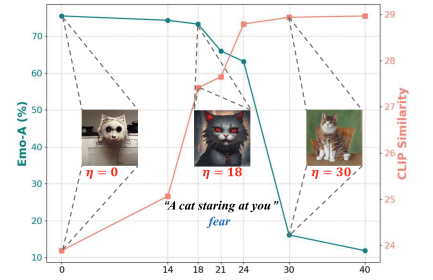 70
60
50
40
30
20
10
Emo-A (%)
29
28
27
26
25
24
CLIP Similarity
η = 0
η = 18
η = 30
"A cat staring at you"
fear
0
14
18
21
24
30
40